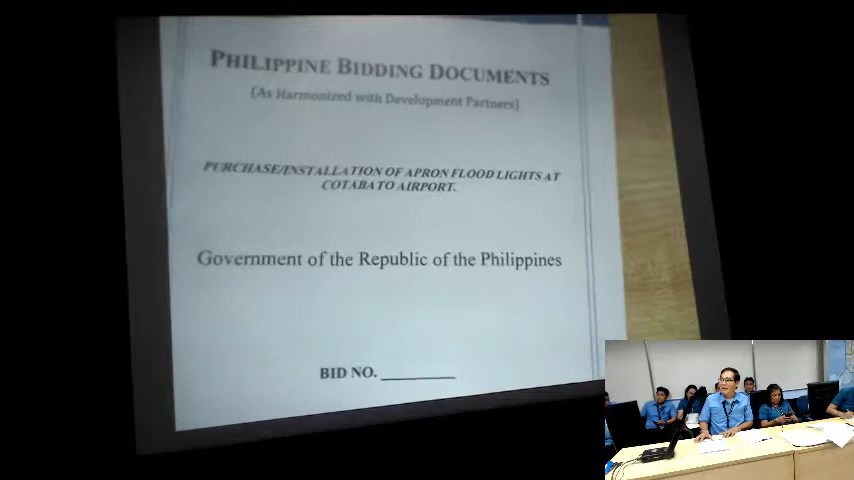 PHILIPPINE BIDDING DOCUMENTS
(As Harmonized with Development Partners)
PURCHASE/INSTALLATION OF APRON FLOOD LIGHTS AT
COTABATO AIRPORT.
Government of the Republic of the Philippines
BID NO. __________